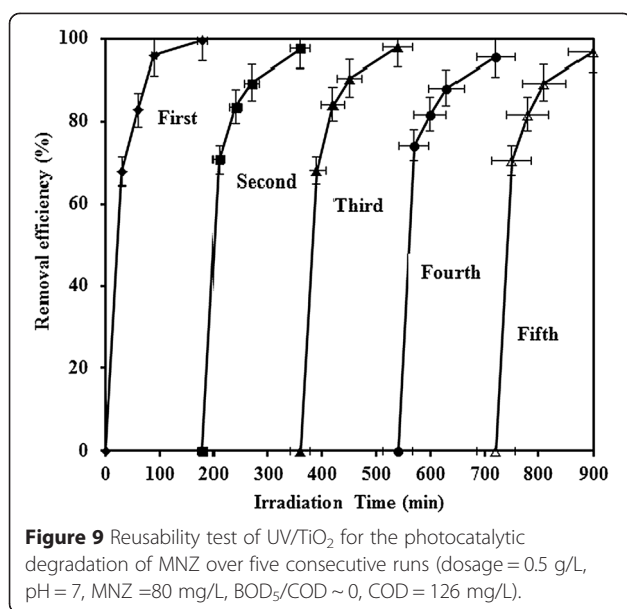 100
80
60
40
20
0
Removal efficiency (%)
First
Second
Third
Fourth
Fifth
0 100 200 300 400 500 600 700 800 900
Irradiation Time (min)
Figure 9 Reusability test of UV/TiO₂ for the photocatalytic
degradation of MNZ over five consecutive runs (dosage = 0.5 g/L,
pH = 7, MNZ =80 mg/L, BOD₅/COD ~ 0, COD = 126 mg/L).